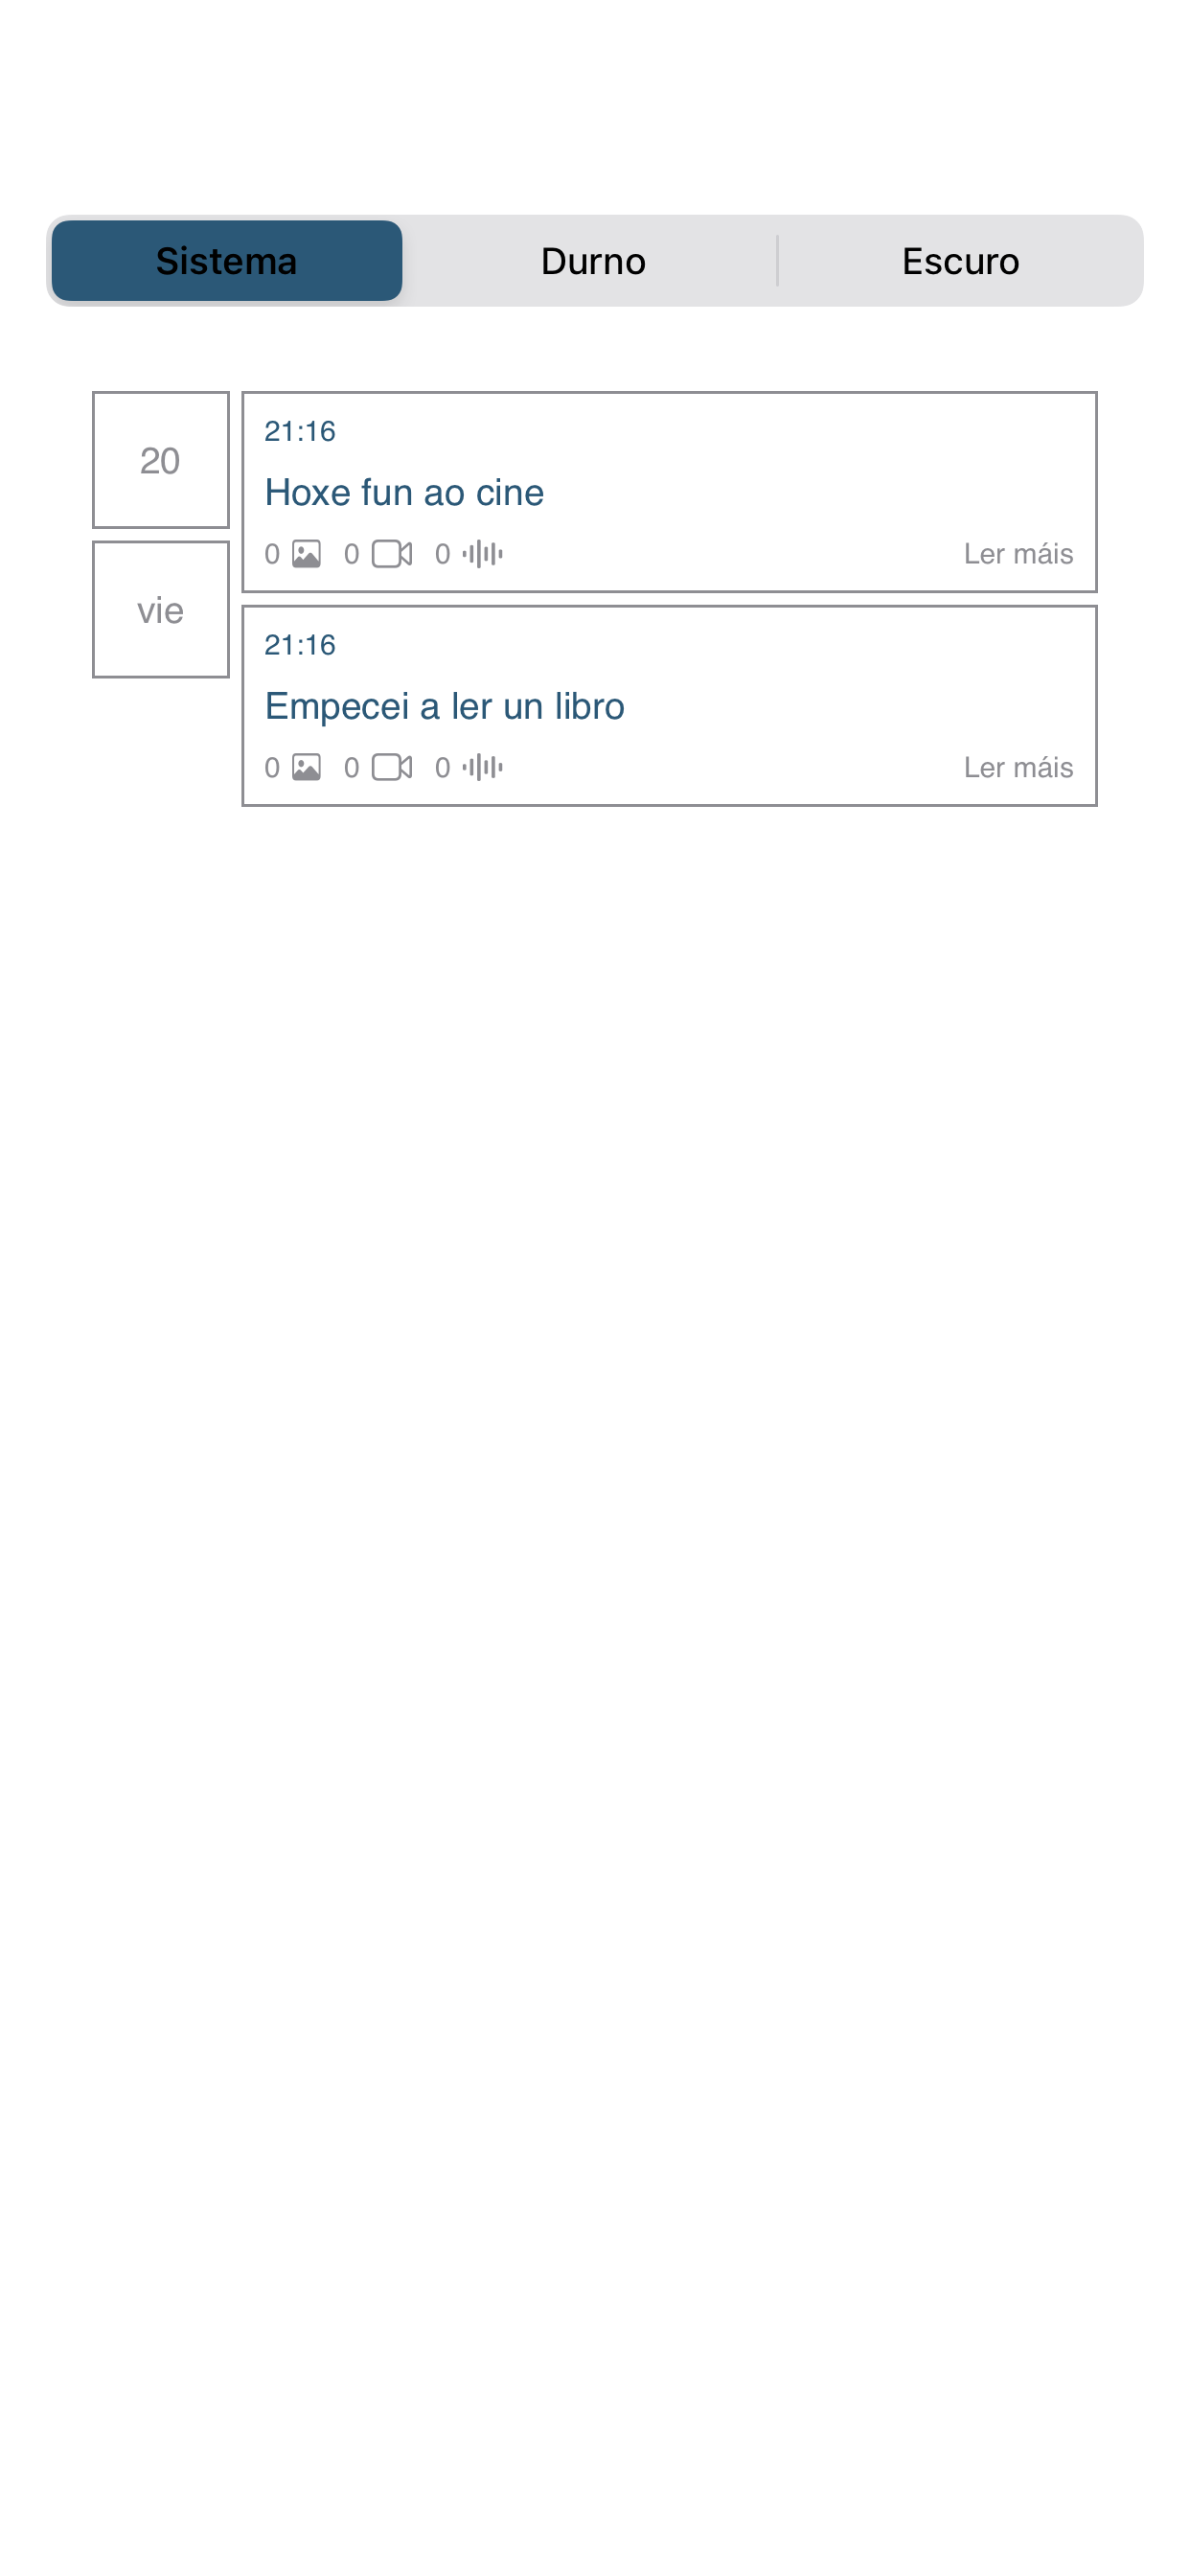 Sistema Durno Escuro
20
vie
21:16
Hoxe fun ao cine
0 0 0 Ler máis
21:16
Empecei a ler un libro
0 0 0 Ler máis